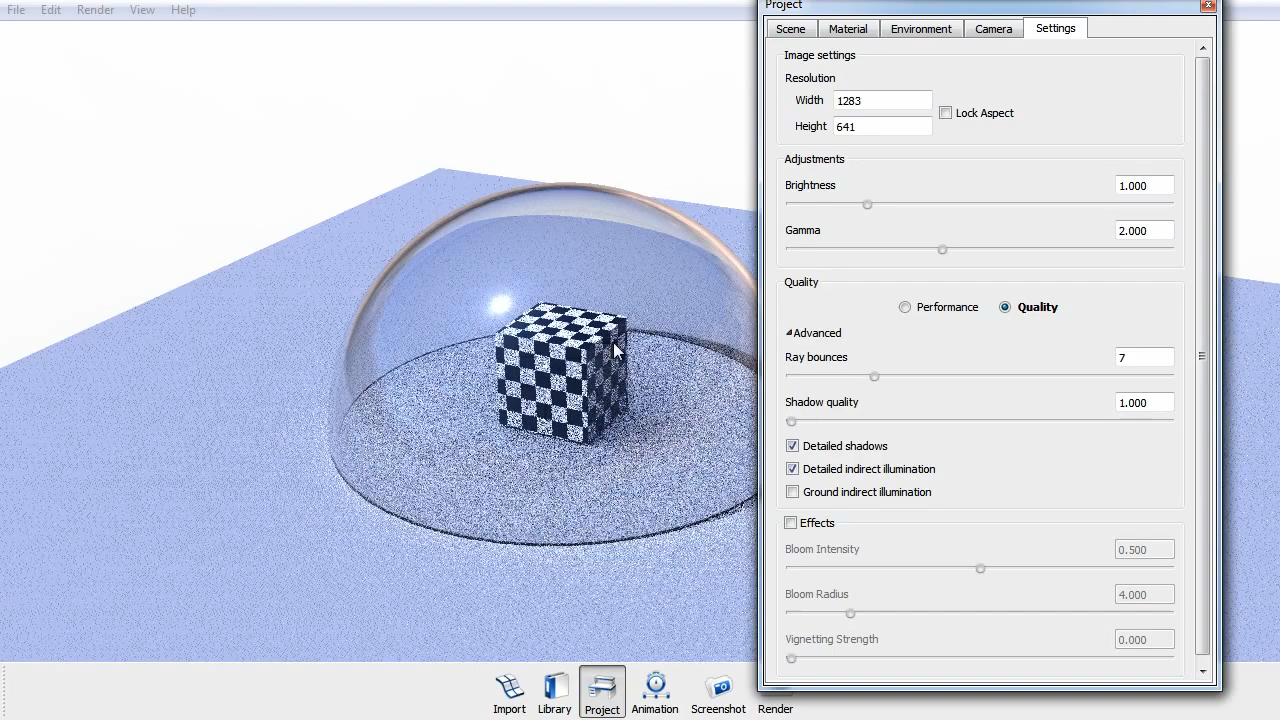 File Edit Render View Help
Project
Scene Material Environment Camera Settings
Image settings
Resolution
Width 1283
Lock Aspect
Height 641
Adjustments
Brightness 1.000
Gamma 2.000
Quality
Performance Quality
Advanced
Ray bounces 7
Shadow quality 1.000
Detailed shadows
Detailed indirect illumination
Ground indirect illumination
Effects
Bloom Intensity 0.500
Bloom Radius 4.000
Vignetting Strength 0.000
Import Library Project Animation Screenshot Render